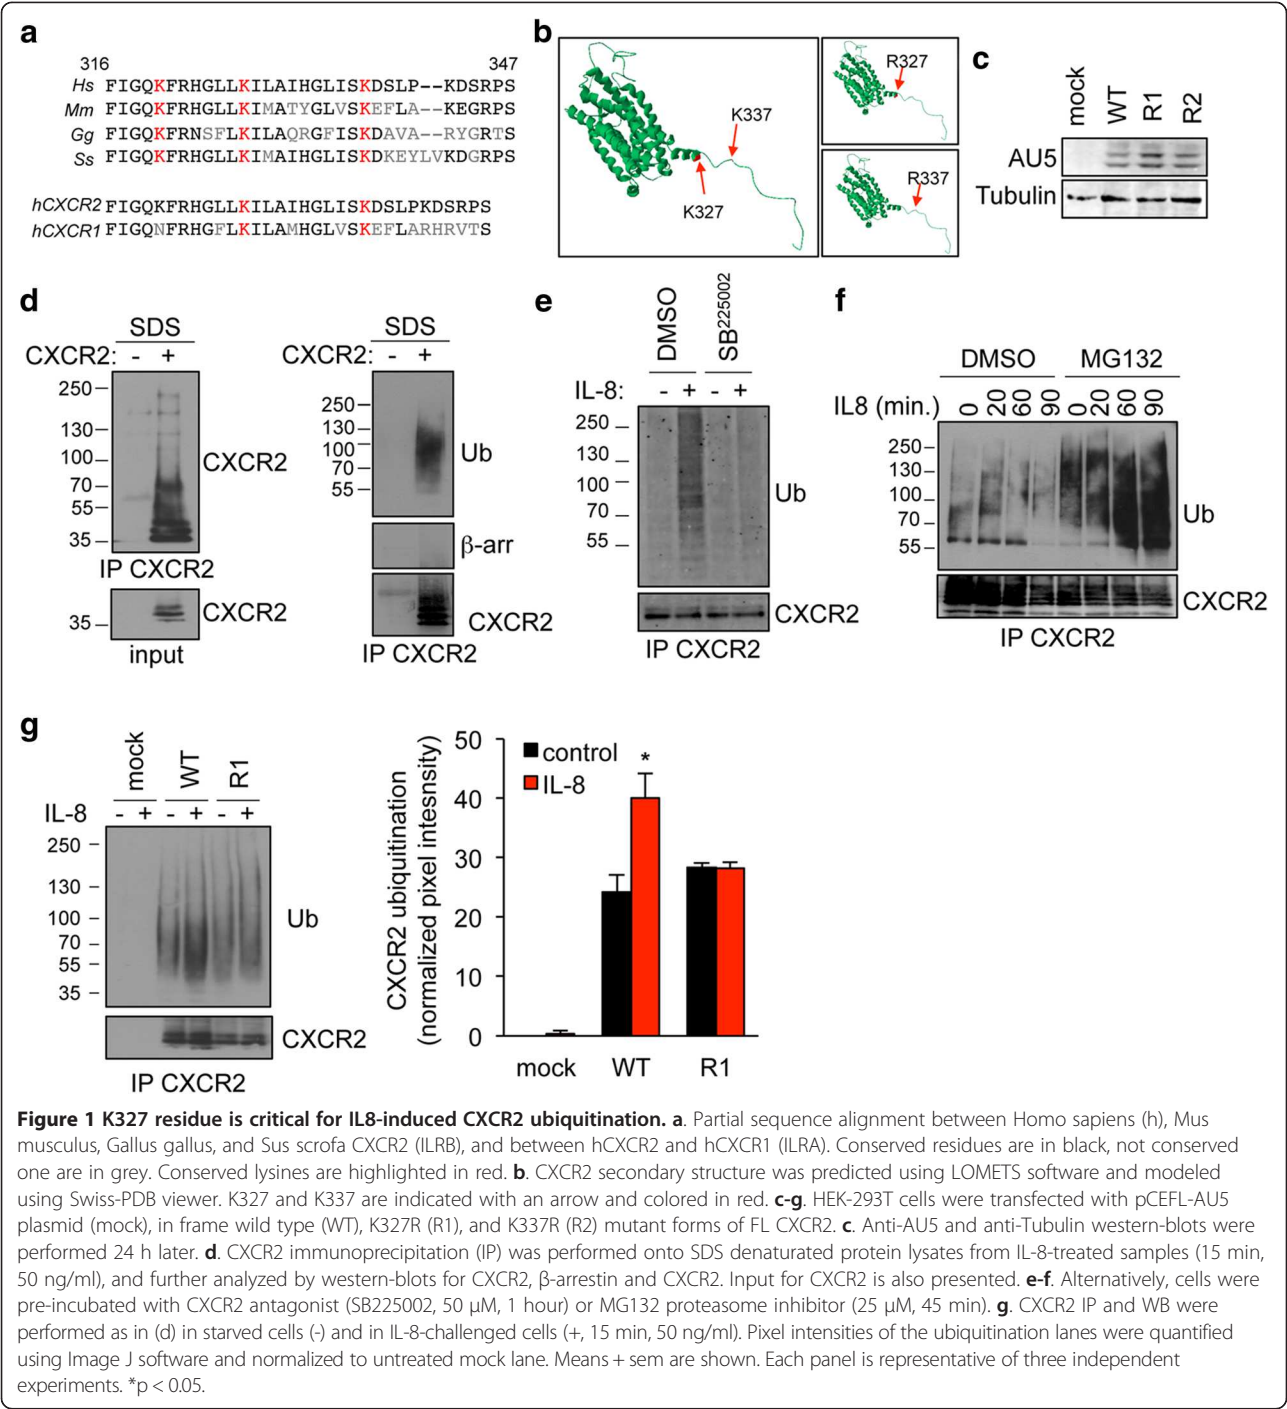 a
316 347
Hs FIGQKFRHGLLKILAIHGLISKDSLP--KDSRPS
Mm FIGQKFRHGLLKIMATYGLVSKEFLA--KEGRPS
Gg FIGQKFRNSFLKILAQRGFISKDAVA--RYGRTS
Ss FIGQKFRHGLLKIMAIHGLISKDKEYLVKDGRPS
hCXCR2 FIGQKFRHGLLKILAIHGLISKDSLPKDSRPS
hCXCR1 FIGQNFRHGFLKILAMHGLVSKEFLARHRVTS
b
K337
K327
R327
R337
c
mock WT R1 R2
AU5
Tubulin
d
SDS
CXCR2: - +
250
130
100
70
55
35
CXCR2
IP CXCR2
35
CXCR2
input
SDS
CXCR2: - +
250
130
100
70
55
Ub
β-arr
CXCR2
IP CXCR2
e
DMSO SB225002
IL-8: - + - +
250
130
100
70
55
Ub
CXCR2
IP CXCR2
f
DMSO MG132
IL8 (min.) 0 20 60 90 0 20 60 90
250
130
100
70
55
Ub
CXCR2
IP CXCR2
g
mock WT R1
IL-8 - + - + - +
250
130
100
70
55
35
Ub
CXCR2
IP CXCR2
CXCR2 ubiquitination
(normalized pixel intesnsity)
50
40
30
20
10
0
control
IL-8
*
mock WT R1
Figure 1 K327 residue is critical for IL8-induced CXCR2 ubiquitination. a. Partial sequence alignment between Homo sapiens (h), Mus
musculus, Gallus gallus, and Sus scrofa CXCR2 (ILRB), and between hCXCR2 and hCXCR1 (ILRA). Conserved residues are in black, not conserved
one are in grey. Conserved lysines are highlighted in red. b. CXCR2 secondary structure was predicted using LOMETS software and modeled
using Swiss-PDB viewer. K327 and K337 are indicated with an arrow and colored in red. c-g. HEK-293T cells were transfected with pCEFL-AU5
plasmid (mock), in frame wild type (WT), K327R (R1), and K337R (R2) mutant forms of FL CXCR2. c. Anti-AU5 and anti-Tubulin western-blots were
performed 24 h later. d. CXCR2 immunoprecipitation (IP) was performed onto SDS denaturated protein lysates from IL-8-treated samples (15 min,
50 ng/ml), and further analyzed by western-blots for CXCR2, β-arrestin and CXCR2. Input for CXCR2 is also presented. e-f. Alternatively, cells were
pre-incubated with CXCR2 antagonist (SB225002, 50 μM, 1 hour) or MG132 proteasome inhibitor (25 μM, 45 min). g. CXCR2 IP and WB were
performed as in (d) in starved cells (-) and in IL-8-challenged cells (+, 15 min, 50 ng/ml). Pixel intensities of the ubiquitination lanes were quantified
using Image J software and normalized to untreated mock lane. Means + sem are shown. Each panel is representative of three independent
experiments. *p < 0.05.